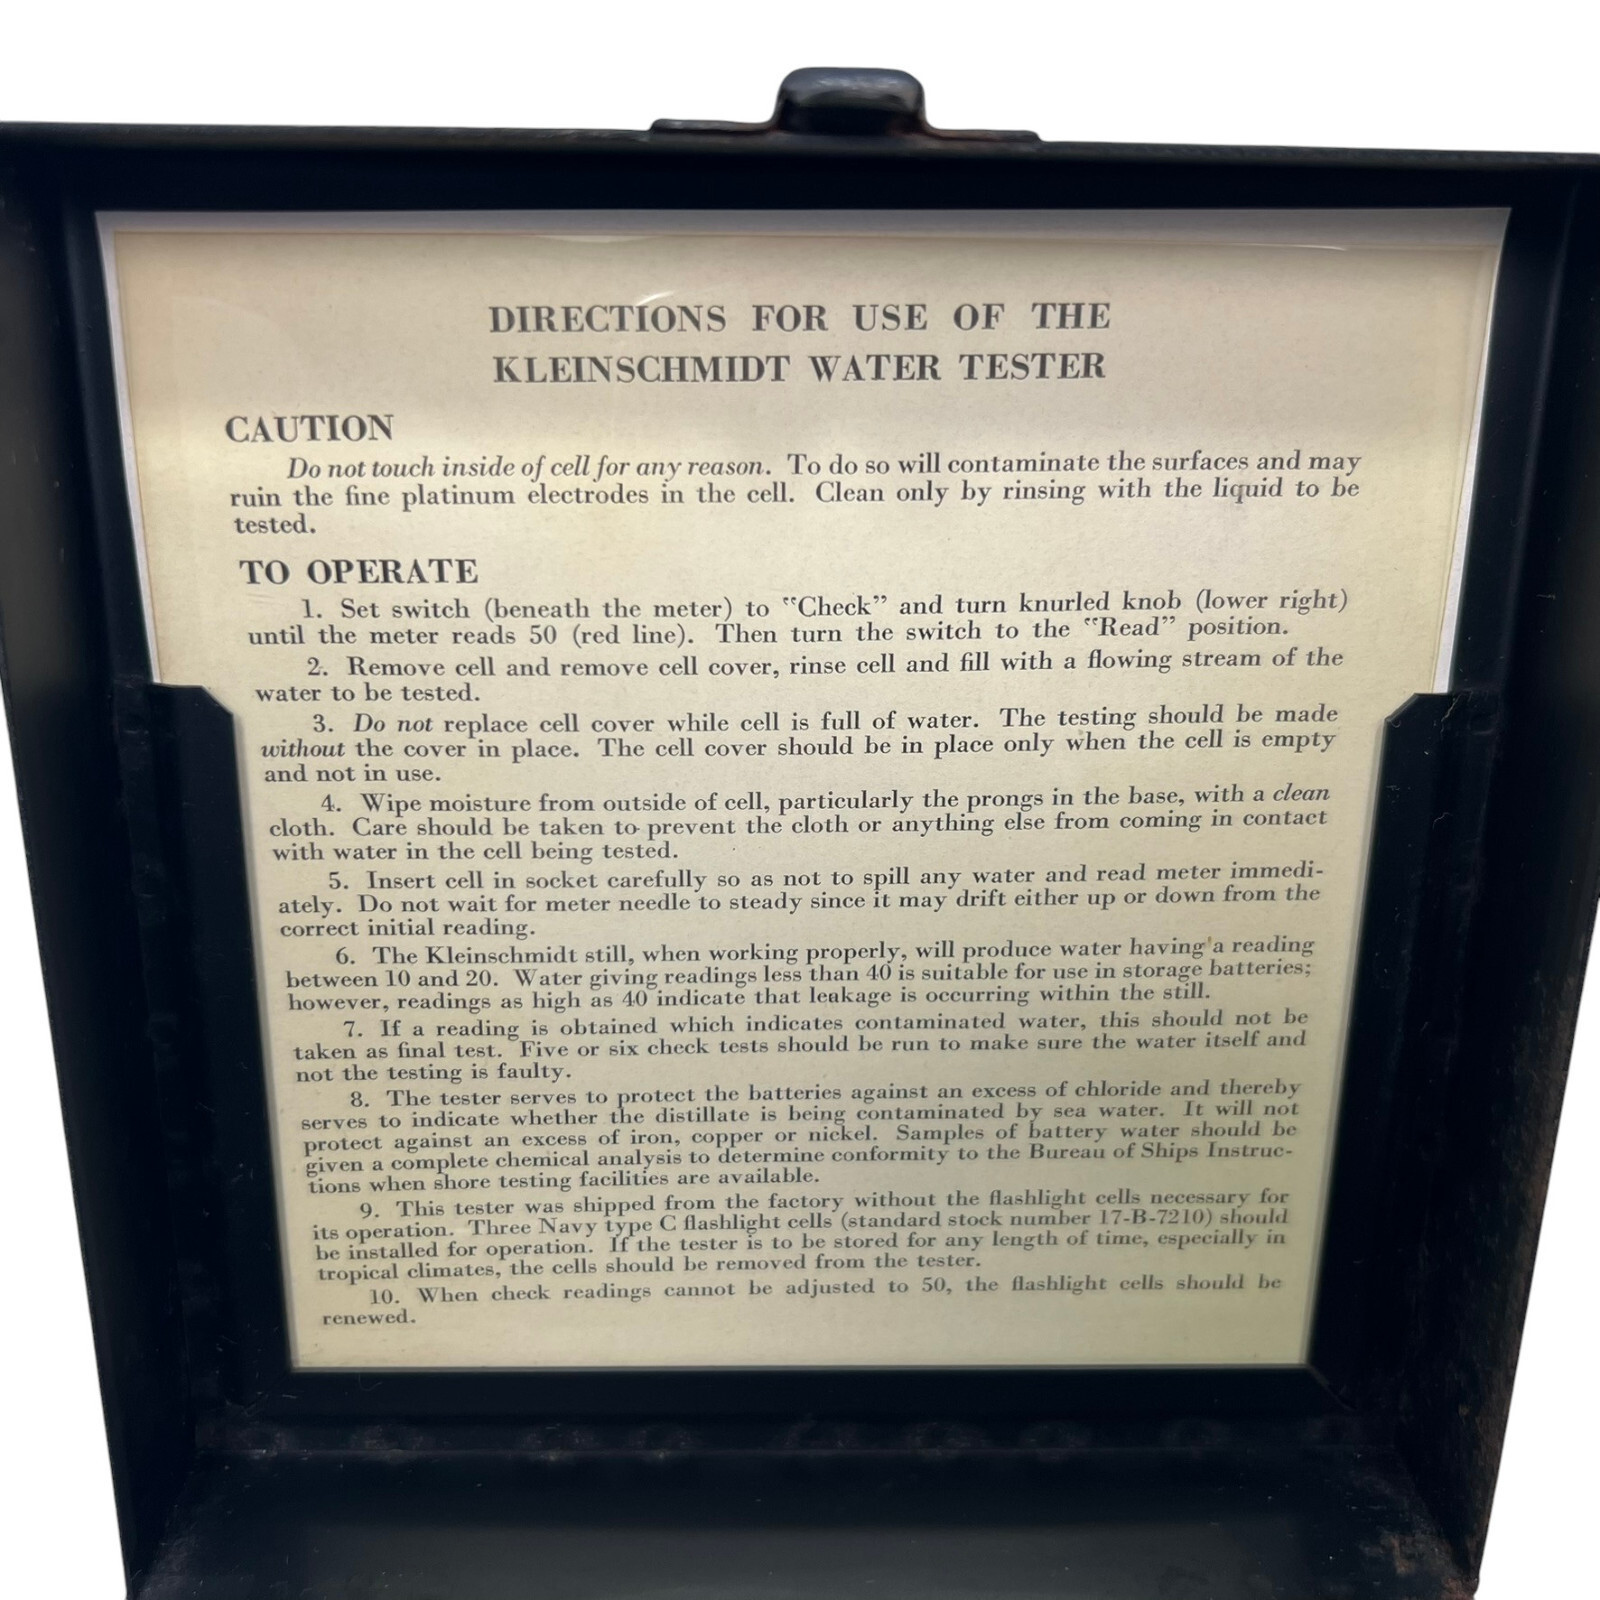 DIRECTIONS FOR USE OF THE
KLEINSCHMIDT WATER TESTER
CAUTION
Do not touch inside of cell for any reason. To do so will contaminate the surfaces and may
ruin the fine platinum electrodes in the cell. Clean only by rinsing with the liquid to be
tested.
TO OPERATE
1. Set switch (beneath the meter) to "Check" and turn knurled knob (lower right)
until the meter reads 50 (red line). Then turn the switch to the "Read" position.
2. Remove cell and remove cell cover, rinse cell and fill with a flowing stream of the
water to be tested.
3. Do not replace cell cover while cell is full of water. The testing should be made
without the cover in place. The cell cover should be in place only when the cell is empty
and not in use.
4. Wipe moisture from outside of cell, particularly the prongs in the base, with a clean
cloth. Care should be taken to prevent the cloth or anything else from coming in contact
with water in the cell being tested.
5. Insert cell in socket carefully so as not to spill any water and read meter immedi-
ately. Do not wait for meter needle to steady since it may drift either up or down from the
correct initial reading.
6. The Kleinschmidt still, when working properly, will produce water having a reading
between 10 and 20. Water giving readings less than 40 is suitable for use in storage batteries;
however, readings as high as 40 indicate that leakage is occurring within the still.
7. If a reading is obtained which indicates contaminated water, this should not be
taken as final test. Five or six check tests should be run to make sure the water itself and
not the testing is faulty.
8. The tester serves to protect the batteries against an excess of chloride and thereby
serves to indicate whether the distillate is being contaminated by sea water. It will not
protect against an excess of iron, copper or nickel. Samples of battery water should be
given a complete chemical analysis to determine conformity to the Bureau of Ships Instruc-
tions when shore testing facilities are available.
9. This tester was shipped from the factory without the flashlight cells necessary for
its operation. Three Navy type C flashlight cells (standard stock number 17-B-7210) should
be installed for operation. If the tester is to be stored for any length of time, especially in
tropical climates, the cells should be removed from the tester.
10. When check readings cannot be adjusted to 50, the flashlight cells should be
renewed.